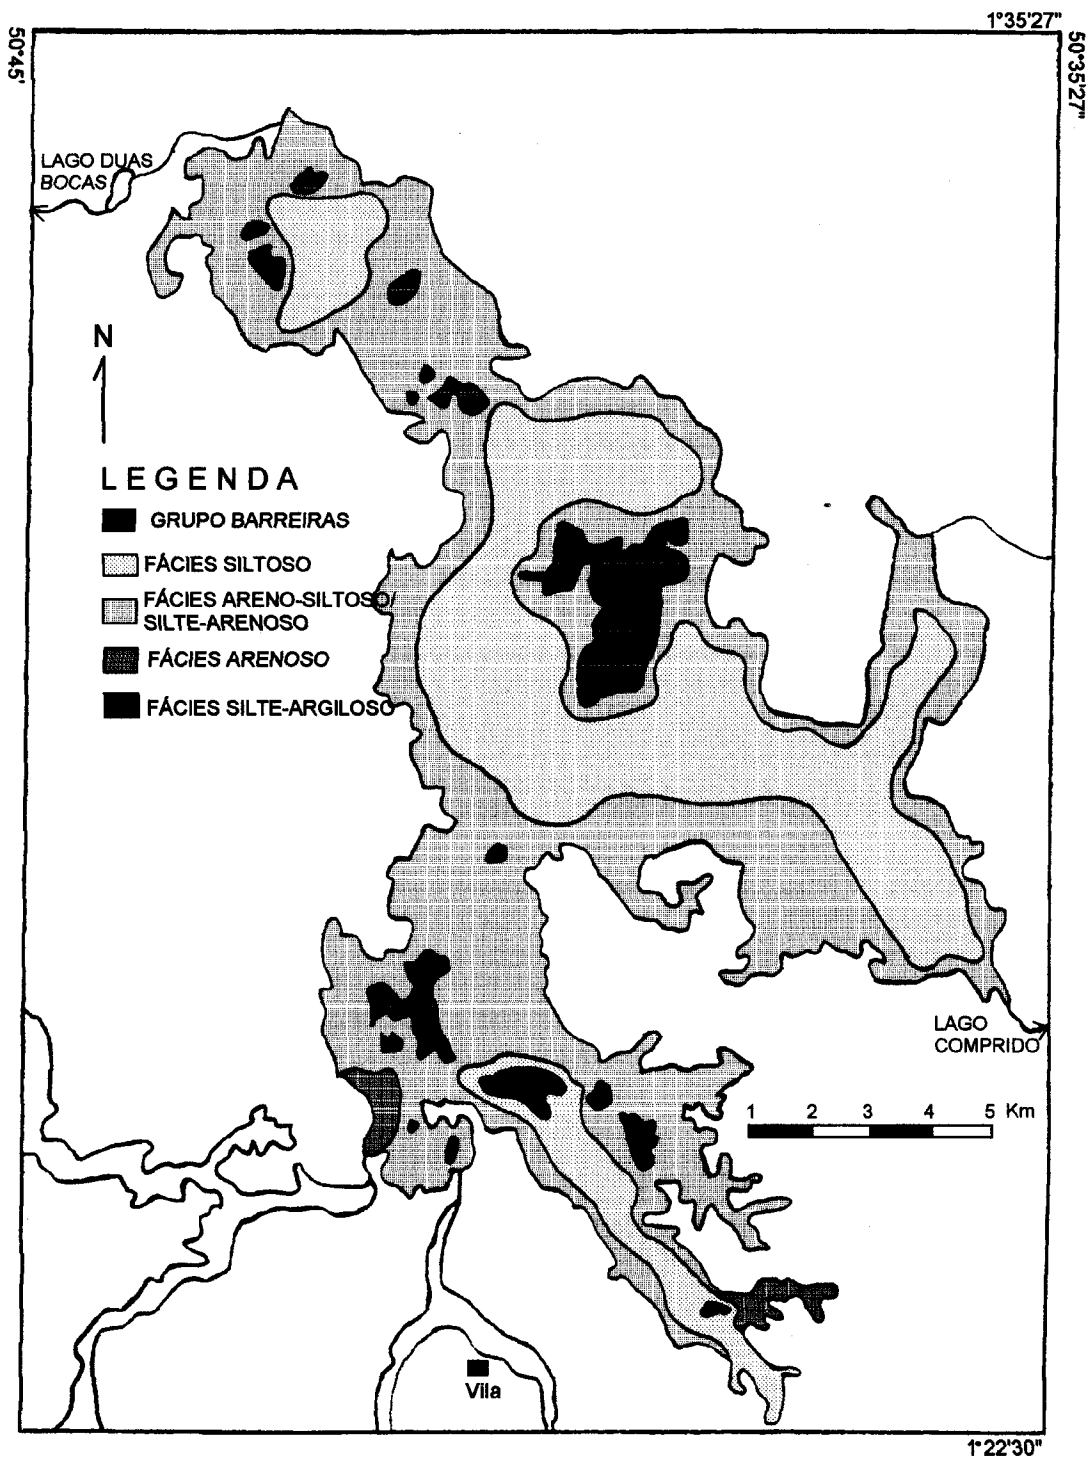 1°35'27"
50°45'
50°35'27"
LAGO DUAS
BOCAS
N
LEGENDA
GRUPO BARREIRAS
FÁCIES SILTOSO
FÁCIES ARENO-SILTOSO/
SILTE-ARENOSO
FÁCIES ARENOSO
FÁCIES SILTE-ARGILOSO
LAGO
COMPRIDO
1 2 3 4 5 Km
Vila
1°22'30"